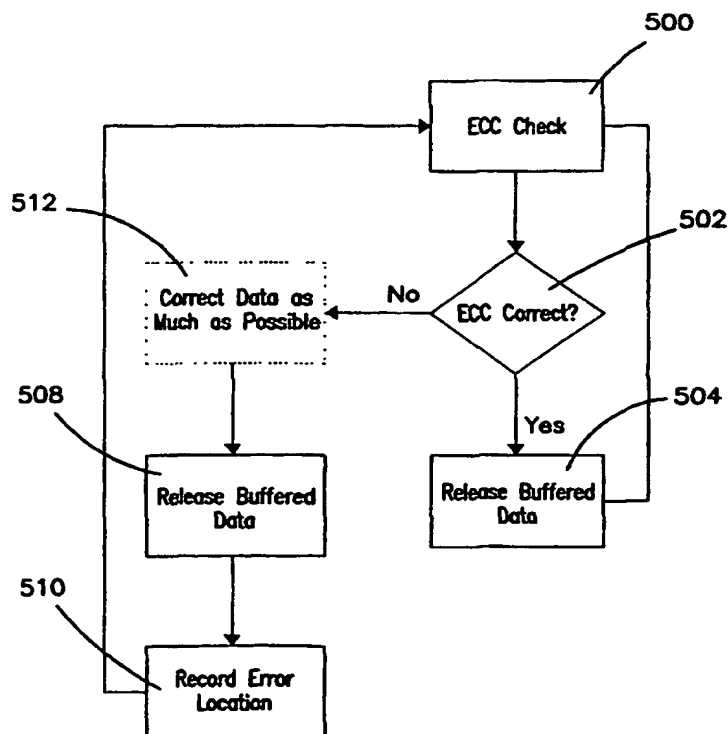 500
ECC Check
512
502
Correct Data as
Much as Possible
No
ECC Correct?
508
504
Yes
Release Buffered
Data
Release Buffered
Data
510
Record Error
Location